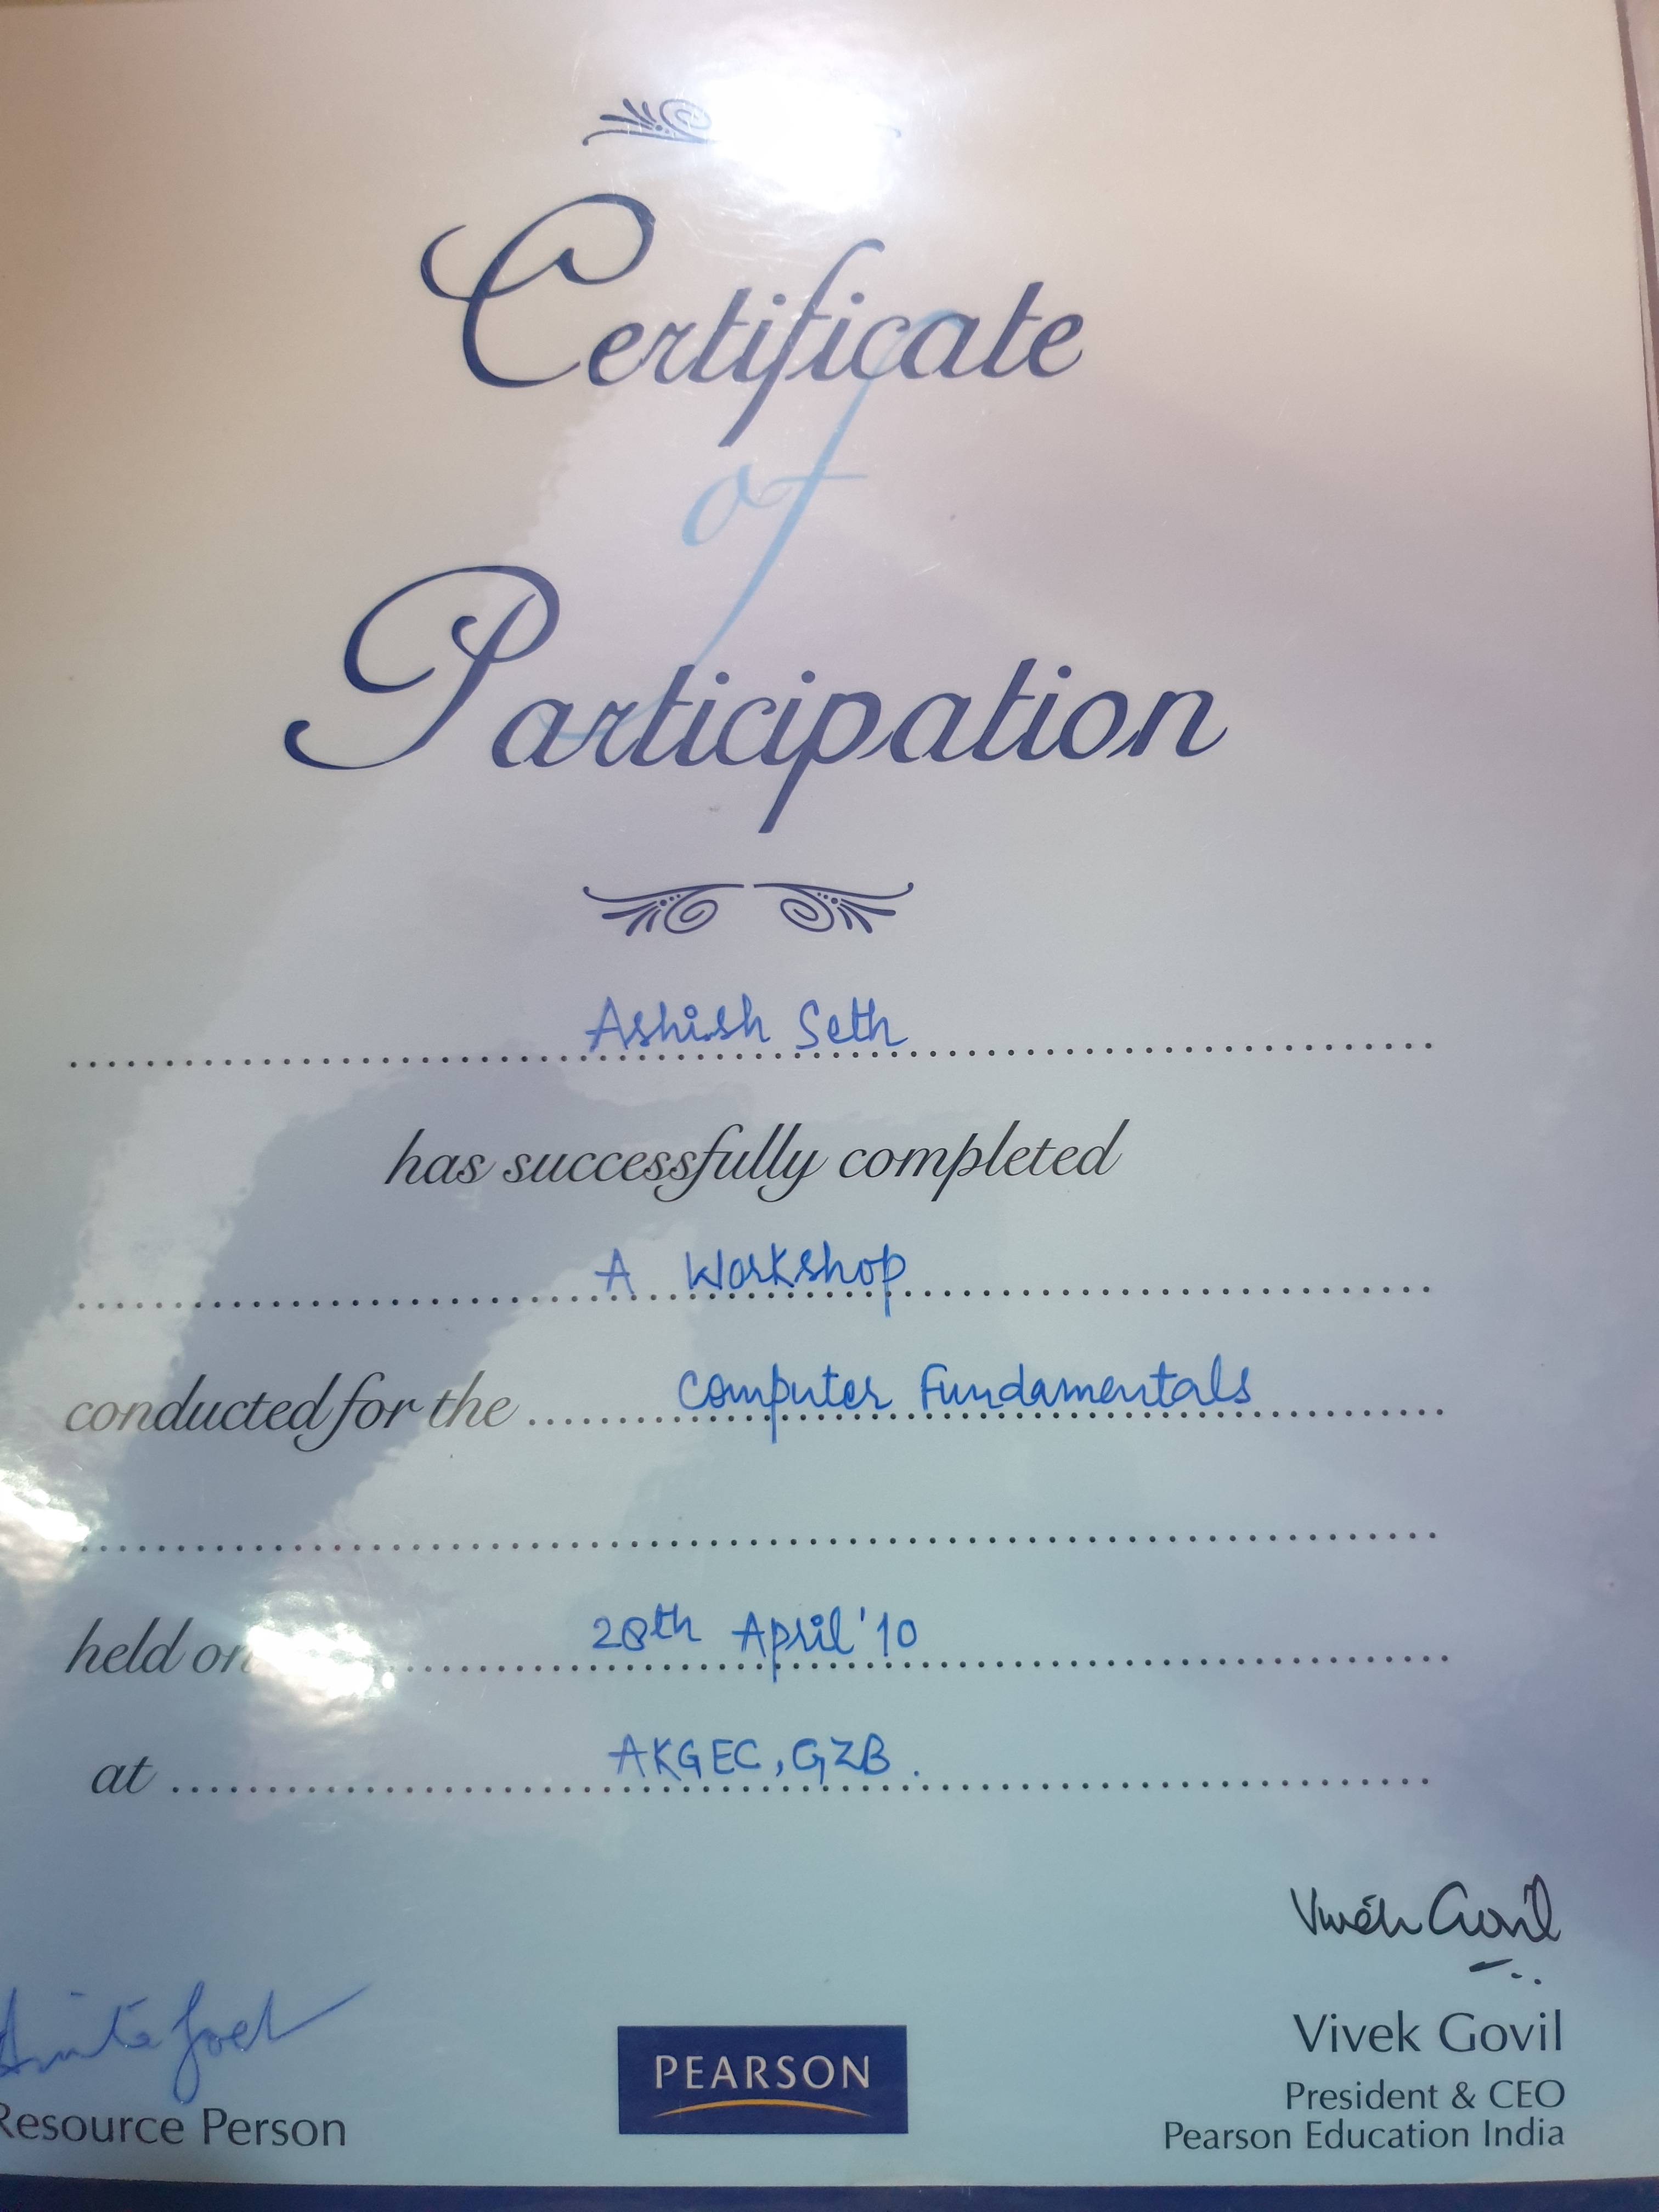 Certificate
of
Participation
Ashish Seth
has successfully completed
A Workshop
conducted for the Computer Fundamentals
held on 28th April '10
at AKGEC, GZB.
Vivek Govil
Vivek Govil
President & CEO
Pearson Education India
PEARSON
Resource Person